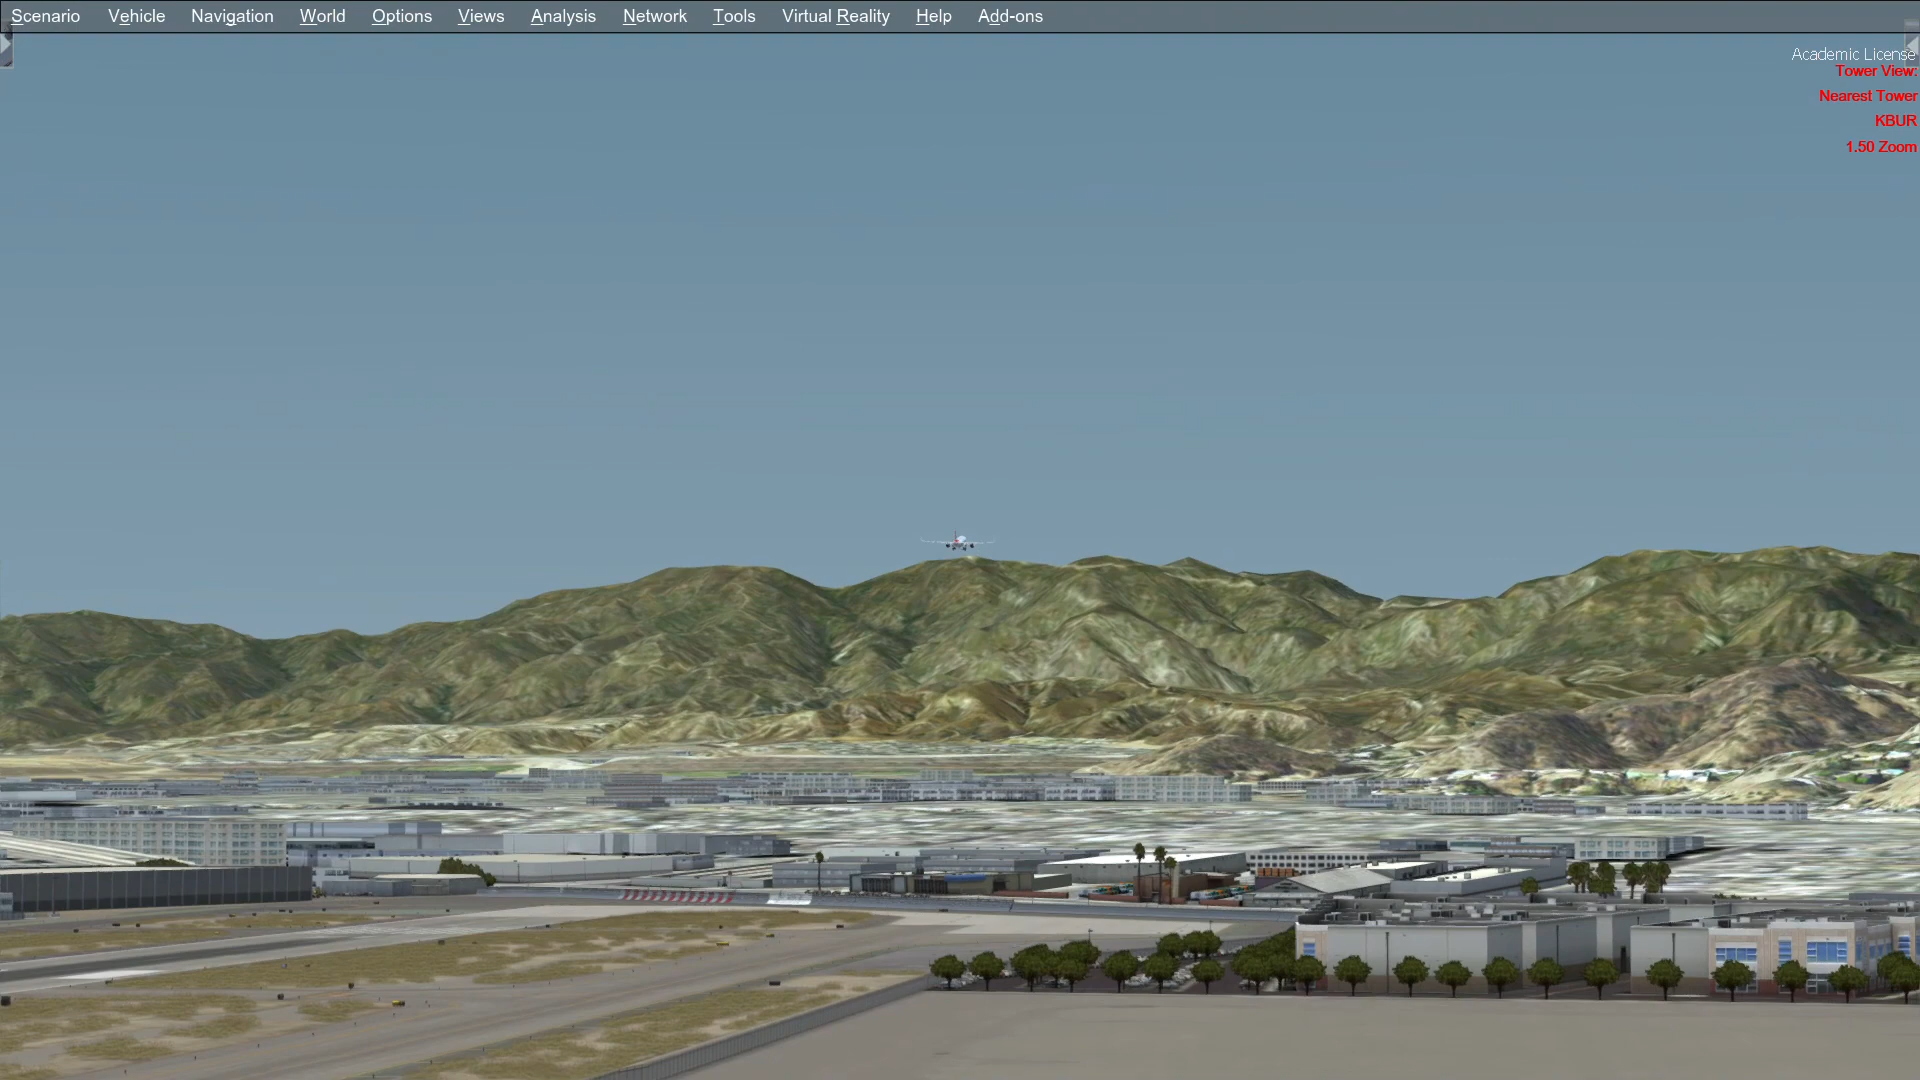 Scenario Vehicle Navigation World Options Views Analysis Network Tools Virtual Reality Help Add-ons
Academic License
Tower View:
Nearest Tower
KBUR
1.50 Zoom